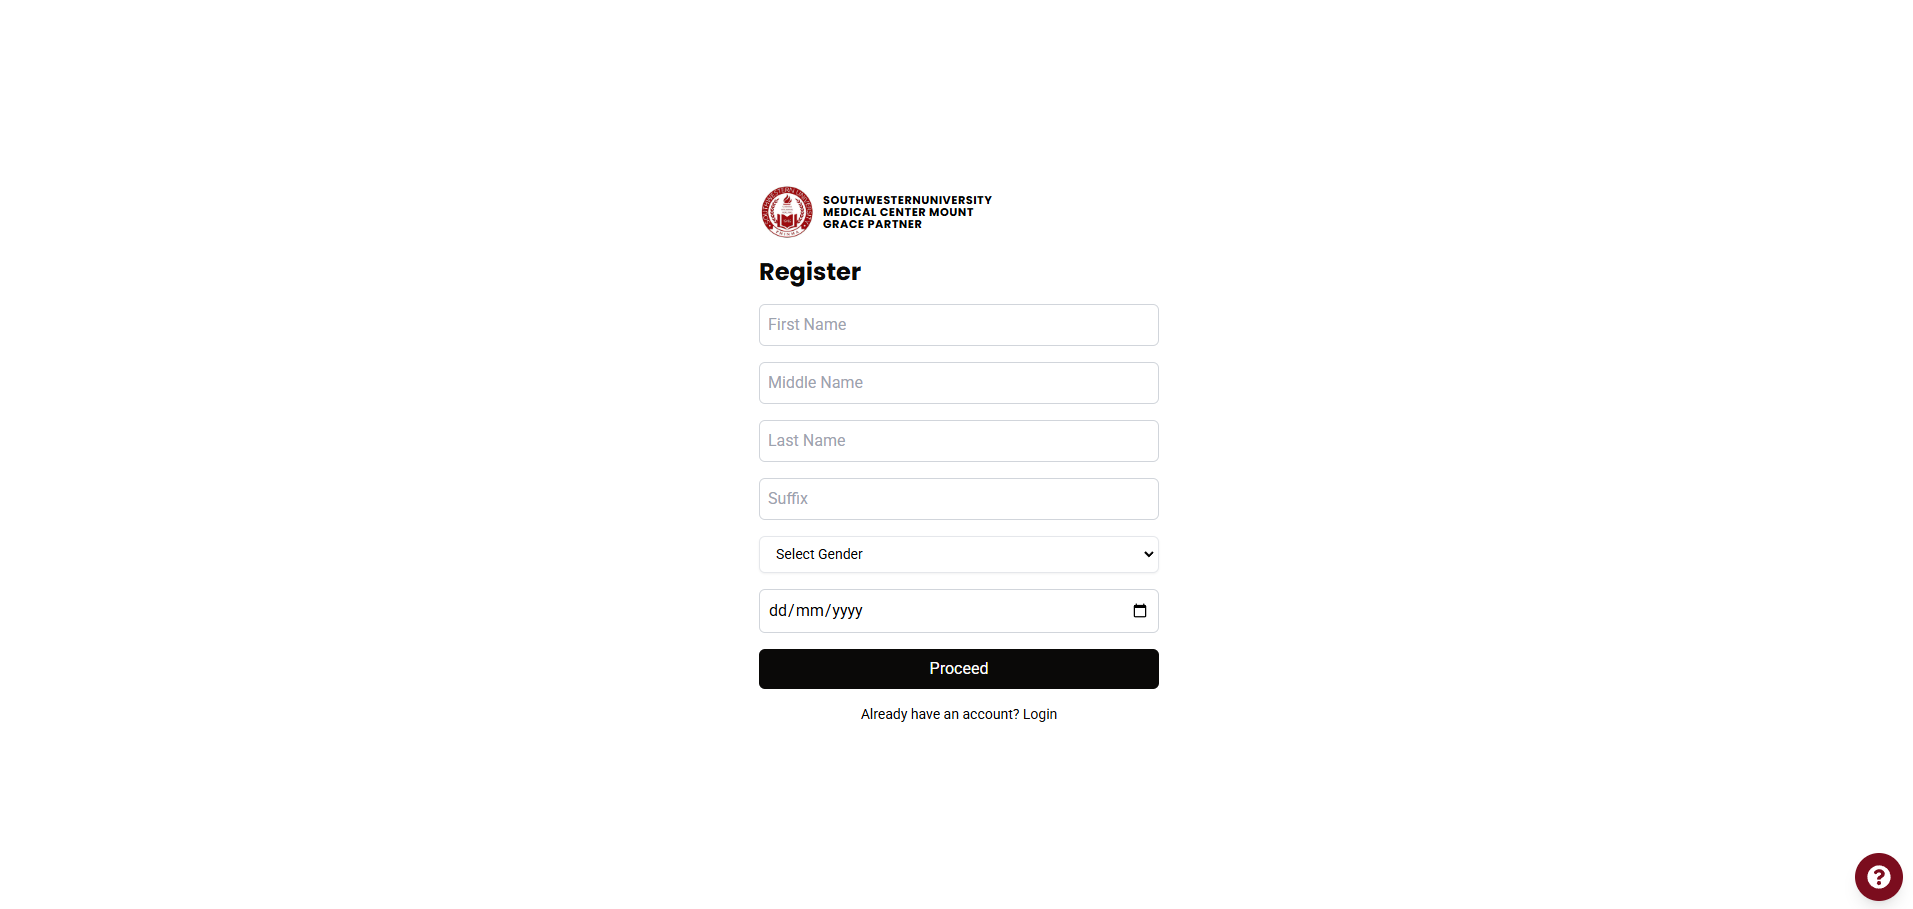 SOUTHWESTERNUNIVERSITY
MEDICAL CENTER MOUNT
GRACE PARTNER
Register
First Name
Middle Name
Last Name
Suffix
Select Gender
dd/mm/yyyy
Proceed
Already have an account? Login